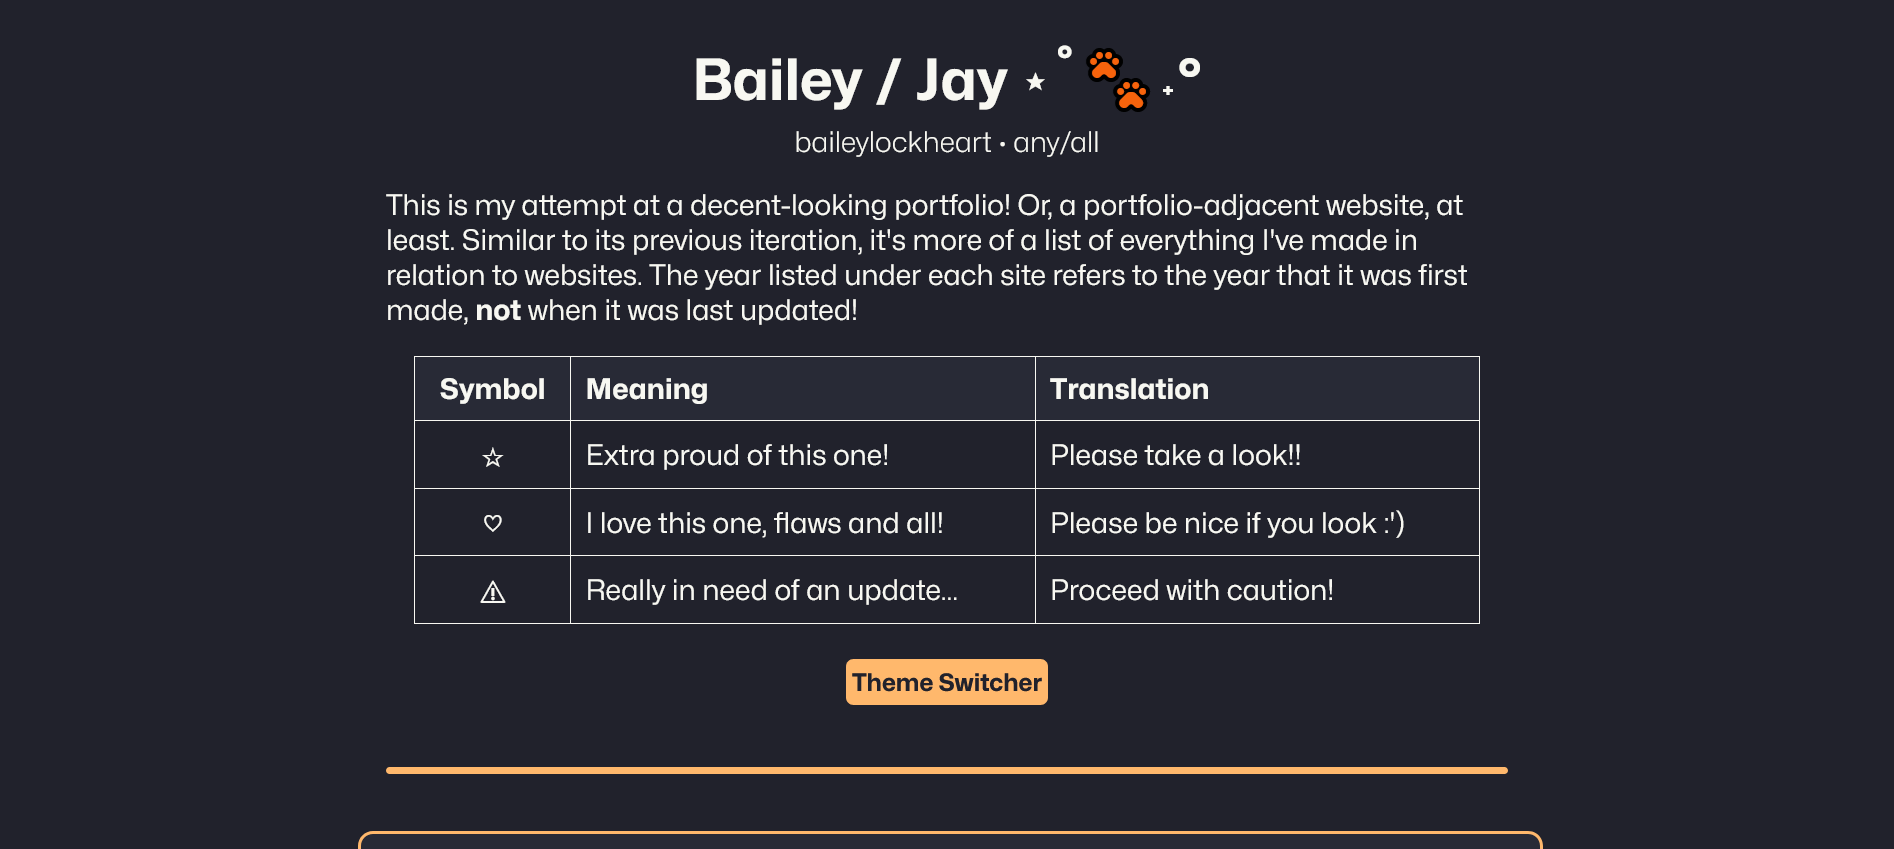 Bailey / Jay ⋆˚🐾˖°
baileylockheart • any/all
This is my attempt at a decent-looking portfolio! Or, a portfolio-adjacent website, at
least. Similar to its previous iteration, it's more of a list of everything I've made in
relation to websites. The year listed under each site refers to the year that it was first
made, not when it was last updated!
Symbol Meaning Translation
☆ Extra proud of this one! Please take a look!!
♡ I love this one, flaws and all! Please be nice if you look :')
⚠ Really in need of an update... Proceed with caution!
Theme Switcher